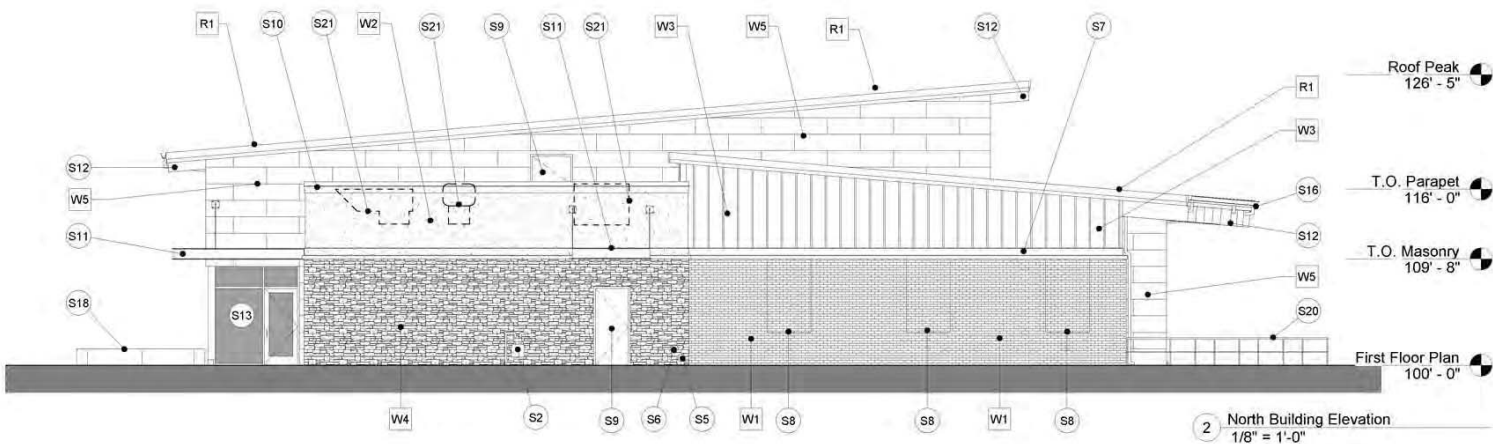 R1
S10
S21
W2
S21
S9
S11
S21
W3
W5
R1
S12
S7
Roof Peak
126' - 5"
R1
W3
S12
W5
T.O. Parapet
116' - 0"
S16
S11
S12
T.O. Masonry
109' - 8"
W5
S18
S13
S20
First Floor Plan
100' - 0"
W4
S2
S9
S6
S5
W1
S8
S8
W1
S8
2 North Building Elevation
1/8" = 1'-0"